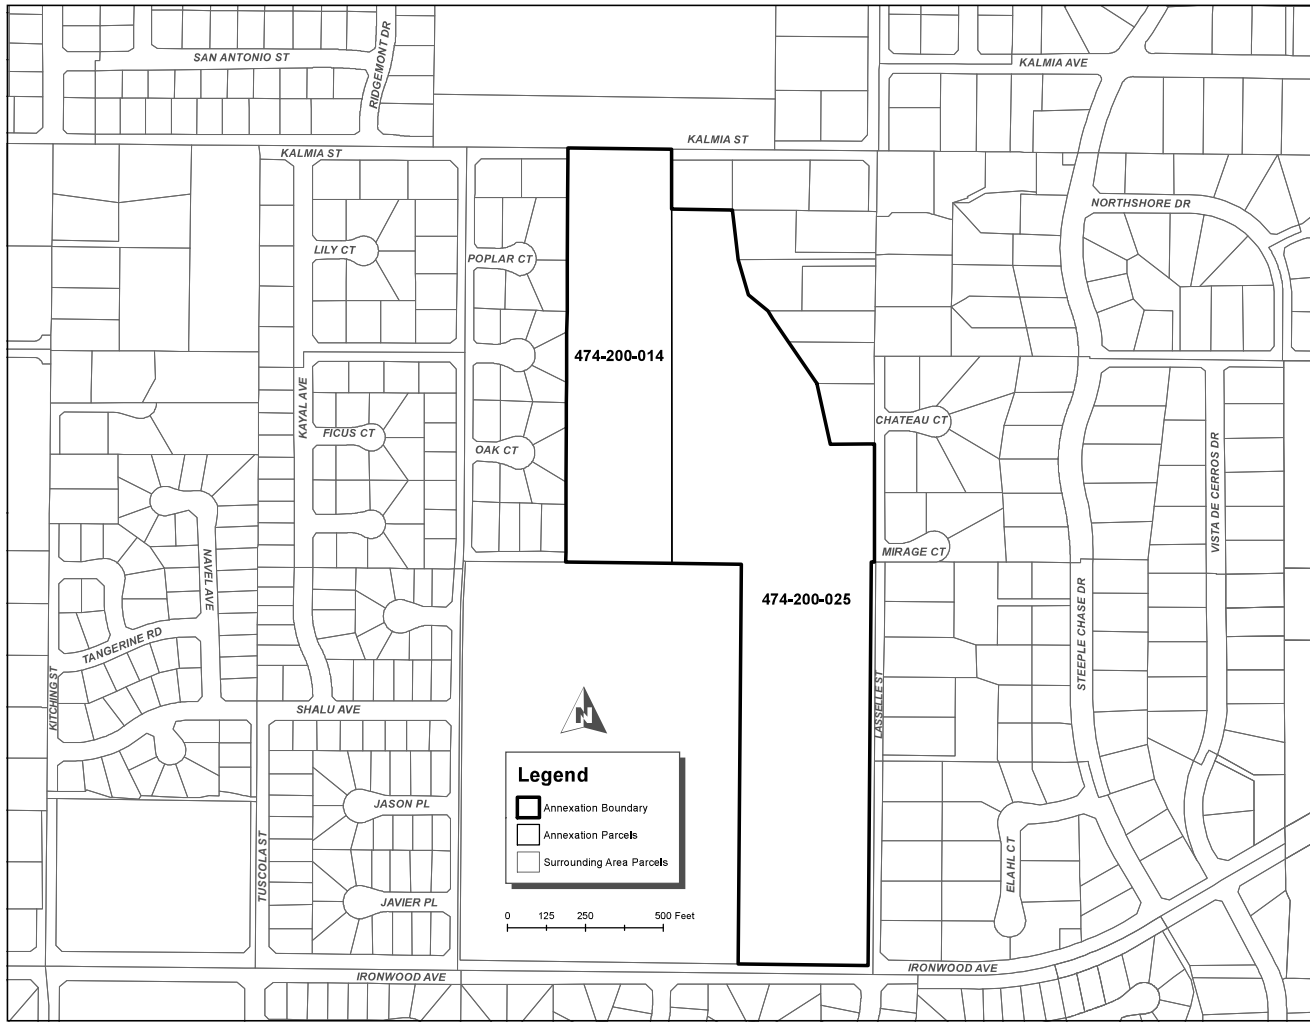 SAN ANTONIO ST
RIDGEMONT DR
KALMIA AVE
KALMIA ST
KALMIA ST
NORTHSHORE DR
LILY CT
POPLAR CT
474-200-014
KAYAL AVE
CHATEAU CT
FICUS CT
OAK CT
VISTA DE CERROS DR
MIRAGE CT
NAVEL AVE
474-200-025
STEEPLE CHASE DR
TANGERINE RD
KITCHING ST
LASSELLE ST
SHALU AVE
N
Legend
Annexation Boundary
Annexation Parcels
Surrounding Area Parcels
JASON PL
TUSCOLA ST
ELAHL CT
JAVIER PL
0 125 250 500 Feet
IRONWOOD AVE
IRONWOOD AVE